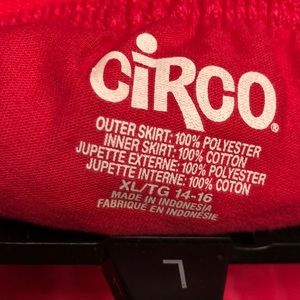 CiRCO®
OUTER SKIRT: 100% POLYESTER
INNER SKIRT: 100% COTTON
JUPETTE EXTERNE: 100% POLYESTER
JUPETTE INTERNE: 100% COTON
XL/TG 14-16
MADE IN INDONESIA
FABRIQUÉ EN INDONÉSIE
L